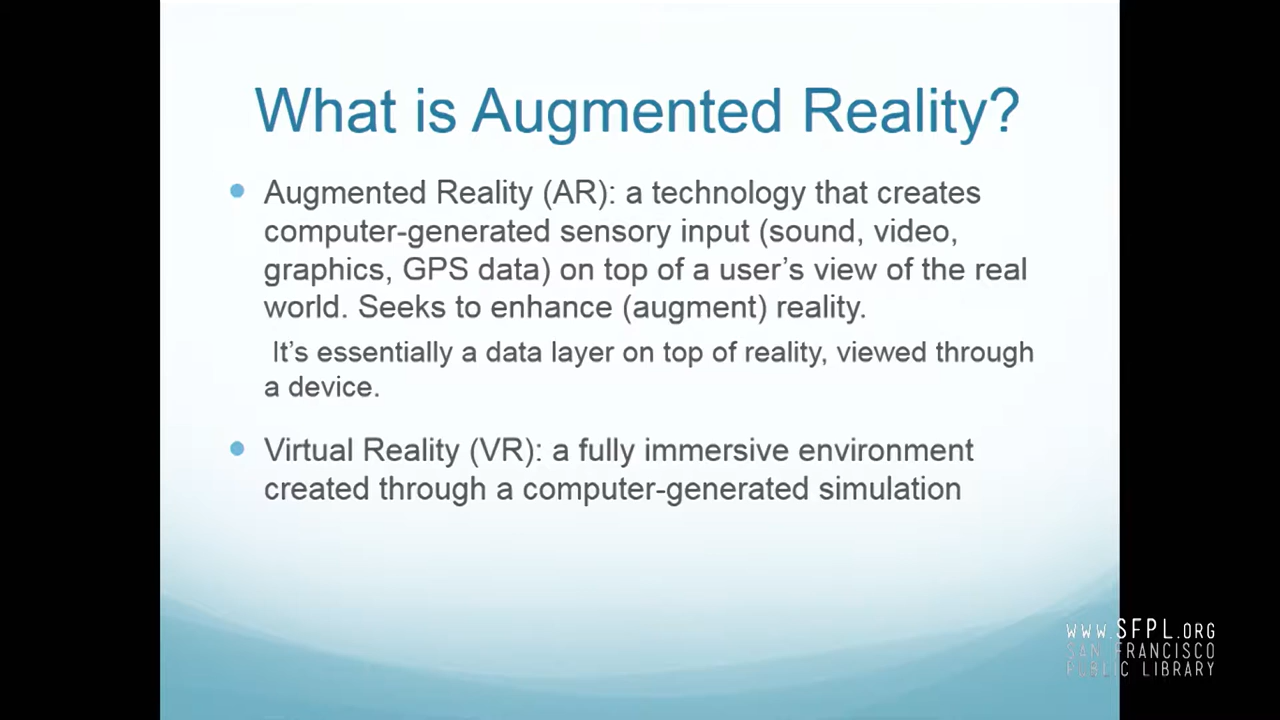 What is Augmented Reality?
Augmented Reality (AR): a technology that creates
computer-generated sensory input (sound, video,
graphics, GPS data) on top of a user’s view of the real
world. Seeks to enhance (augment) reality.
It’s essentially a data layer on top of reality, viewed through
a device.
Virtual Reality (VR): a fully immersive environment
created through a computer-generated simulation
WWW.SFPL.ORG
SAN FRANCISCO
PUBLIC LIBRARY